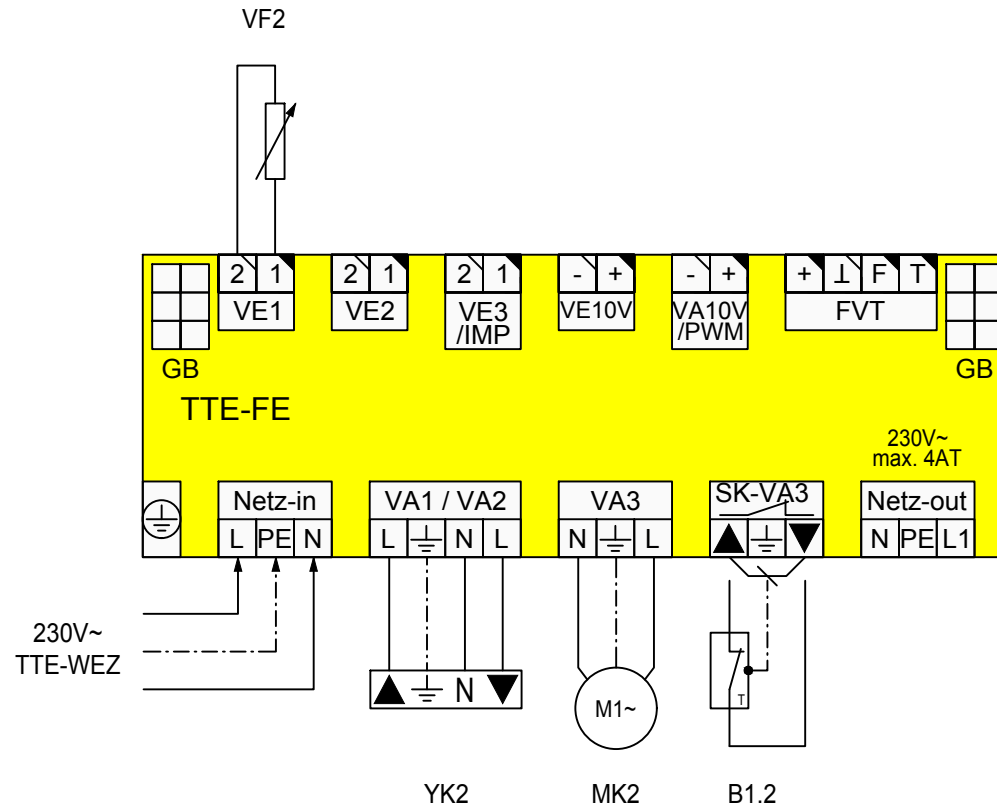 VF2
2 1 2 1 2 1 - + - + + ⊥ F T
VE1 VE2 VE3 /IMP VE10V VA10V /PWM FVT
GB GB
TTE-FE
230V~
max. 4AT
Netz-in VA1 / VA2 VA3 SK-VA3 Netz-out
L PE N L ⏚ N L N ⏚ L ▲ ⏚ ▼ N PE L1
230V~
TTE-WEZ
▲ ⏚ N ▼ M1~ T
YK2 MK2 B1.2